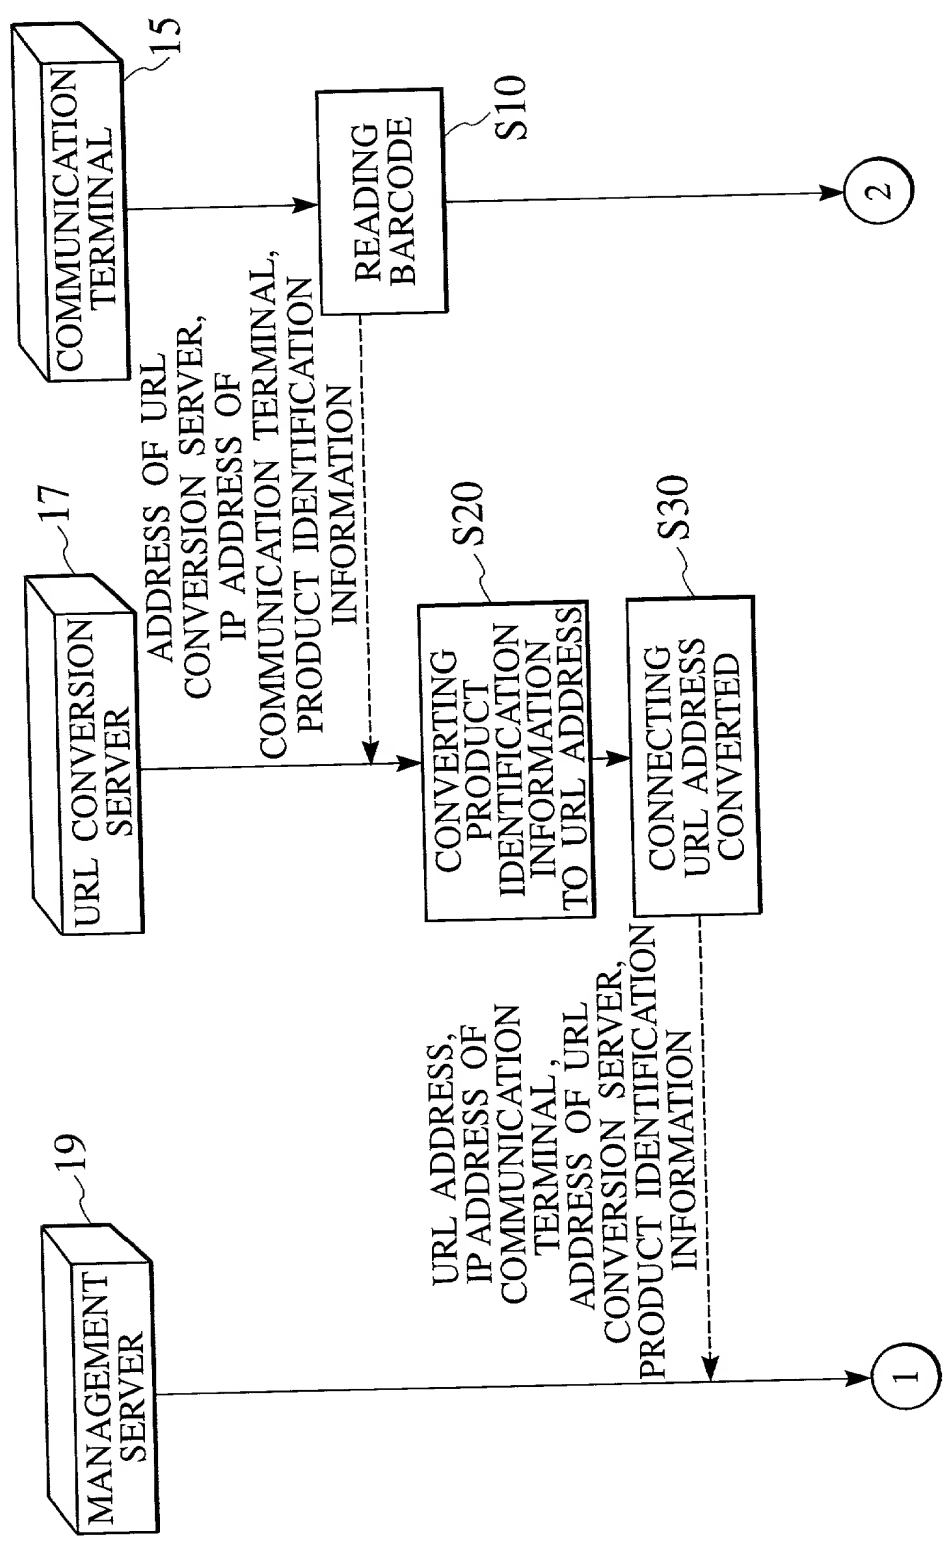 MANAGEMENT
SERVER
19
URL CONVERSION
SERVER
17
COMMUNICATION
TERMINAL
15
ADDRESS OF URL
CONVERSION SERVER,
IP ADDRESS OF
COMMUNICATION TERMINAL,
PRODUCT IDENTIFICATION
INFORMATION
READING
BARCODE
S10
CONVERTING
PRODUCT
IDENTIFICATION
INFORMATION
TO URL ADDRESS
S20
URL ADDRESS,
IP ADDRESS OF
COMMUNICATION
TERMINAL,
ADDRESS OF URL
CONVERSION SERVER,
PRODUCT IDENTIFICATION
INFORMATION
CONNECTING
URL ADDRESS
CONVERTED
S30
1
2